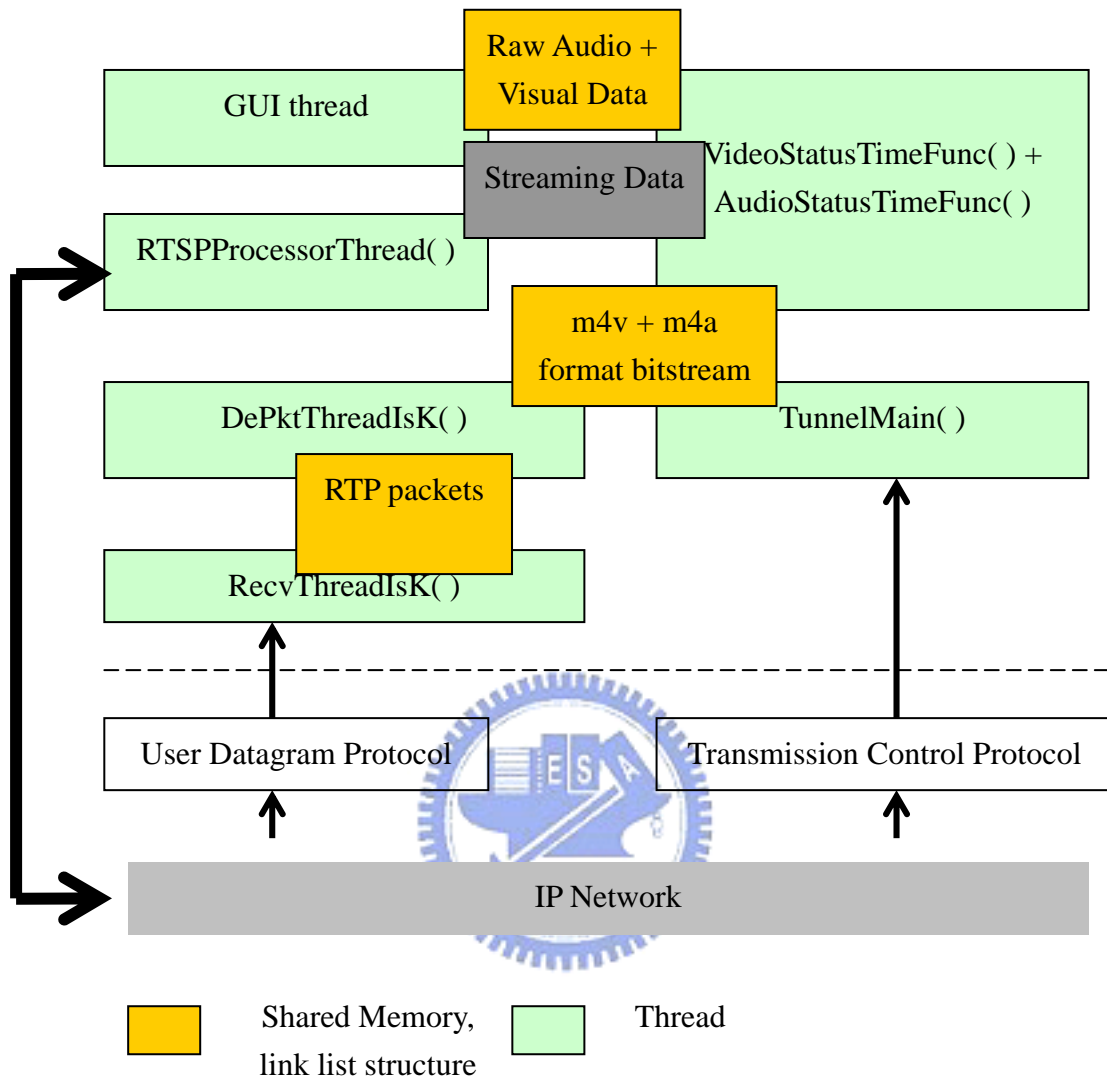 Raw Audio +
Visual Data
GUI thread
Streaming Data
VideoStatusTimeFunc( ) +
AudioStatusTimeFunc( )
RTSPProcessorThread( )
m4v + m4a
format bitstream
DePktThreadIsK( )
TunnelMain( )
RTP packets
RecvThreadIsK( )
User Datagram Protocol
Transmission Control Protocol
E S A
IP Network
Shared Memory,
link list structure
Thread